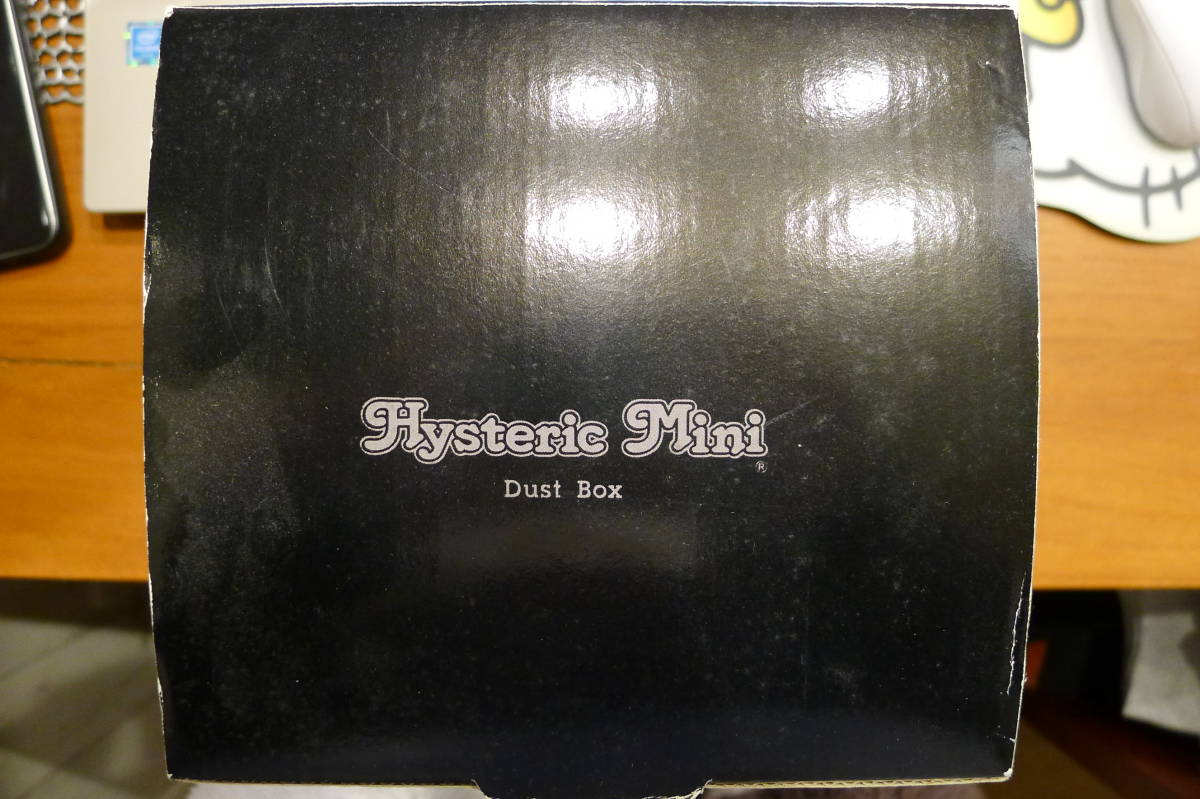 Hysteric Mini
®
Dust Box